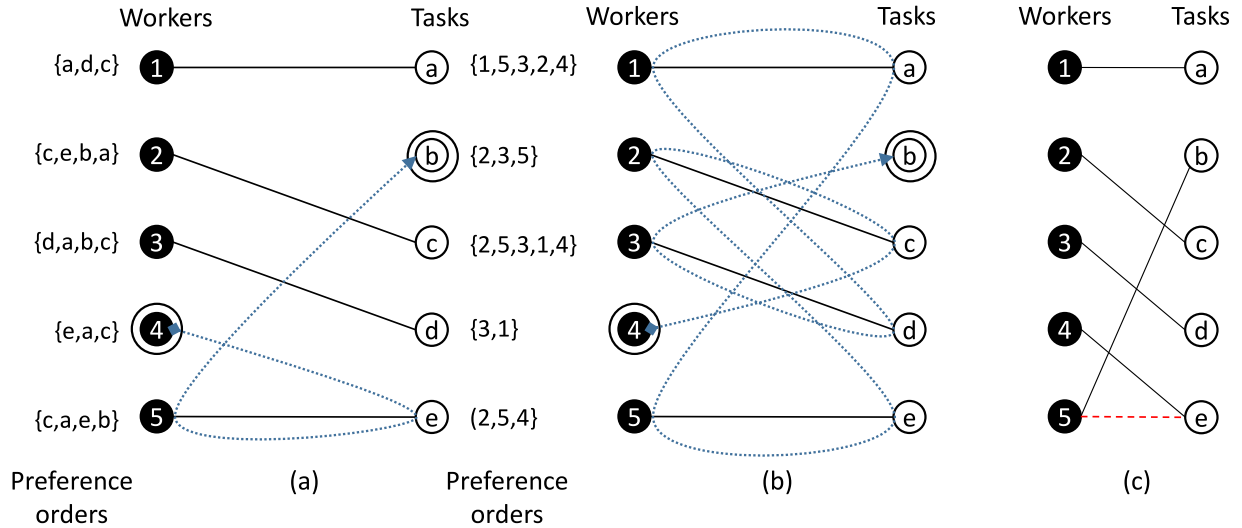 Workers Tasks Workers Tasks Workers Tasks
{a,d,c} 1 a {1,5,3,2,4} 1 a 1 a
{c,e,b,a} 2 b {2,3,5} 2 b 2 b
{d,a,b,c} 3 c {2,5,3,1,4} 3 c 3 c
{e,a,c} 4 d {3,1} 4 d 4 d
{c,a,e,b} 5 e (2,5,4} 5 e 5 e
Preference (a) Preference (b) (c)
orders orders